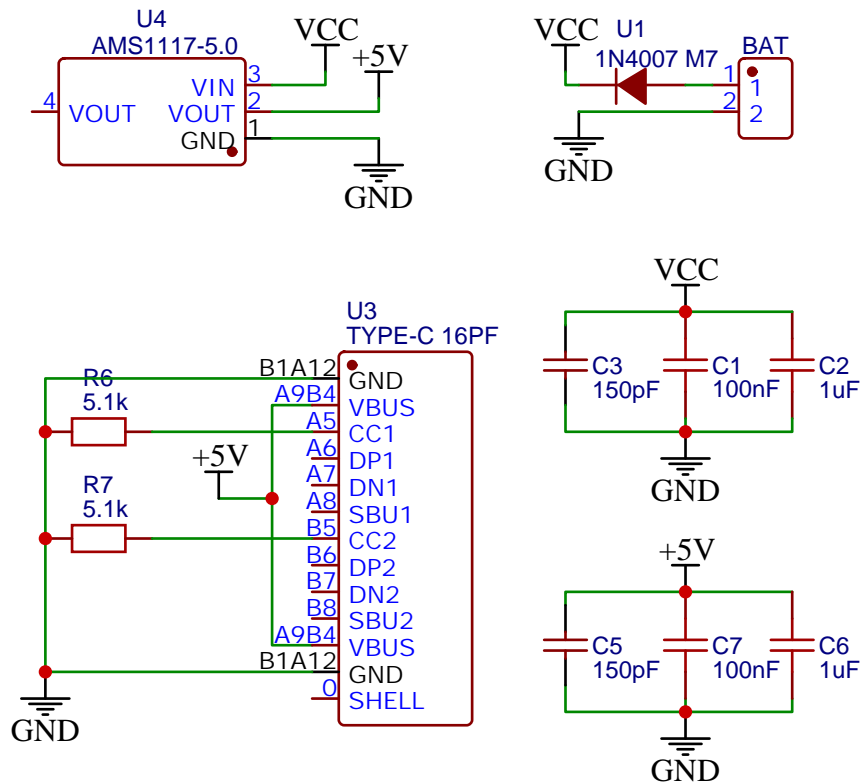 U4
AMS1117-5.0
VCC
+5V
4
VOUT
VIN
3
VOUT
2
GND
1
GND
VCC
U1
1N4007 M7
BAT
1
1
2
2
GND
U3
TYPE-C 16PF
B1A12
GND
R6
5.1k
A9B4
VBUS
A5
CC1
+5V
A6
DP1
A7
DN1
R7
5.1k
A8
SBU1
B5
CC2
B6
DP2
B7
DN2
B8
SBU2
A9B4
VBUS
B1A12
GND
0
SHELL
GND
VCC
C3
150pF
C1
100nF
C2
1uF
GND
+5V
C5
150pF
C7
100nF
C6
1uF
GND